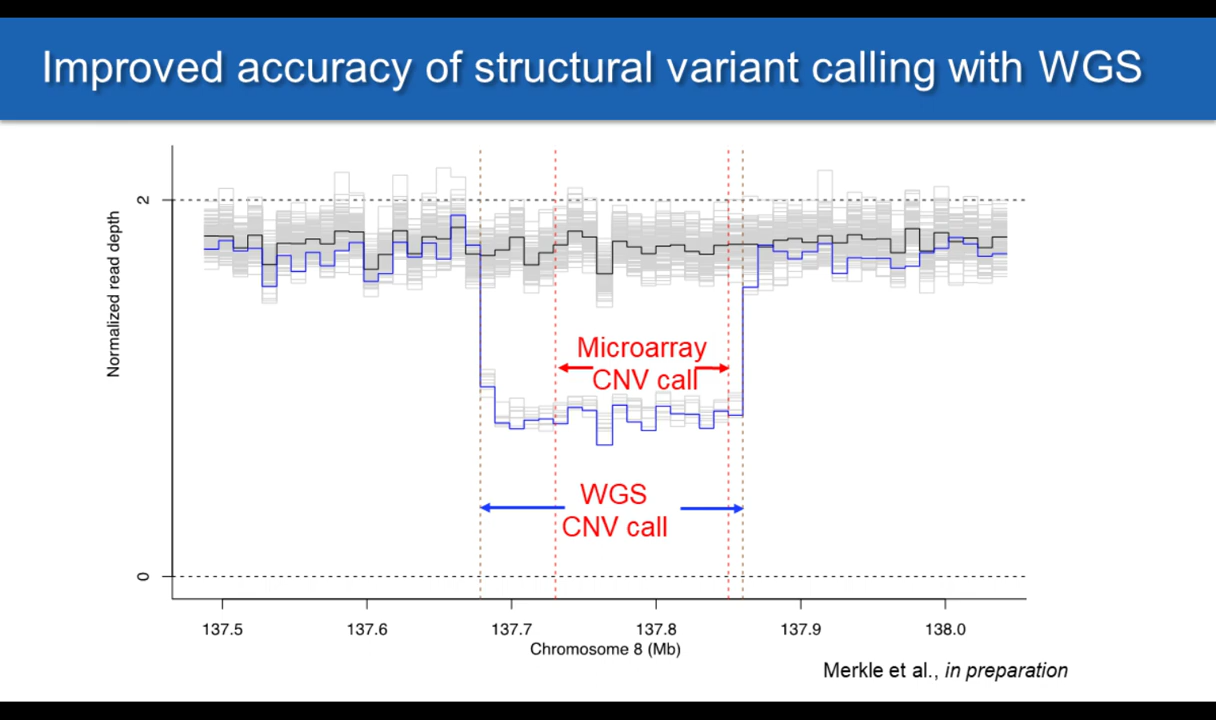 Improved accuracy of structural variant calling with WGS
2
Normalized read depth
Microarray
CNV call
WGS
CNV call
0
137.5 137.6 137.7 137.8 137.9 138.0
Chromosome 8 (Mb)
Merkle et al., in preparation